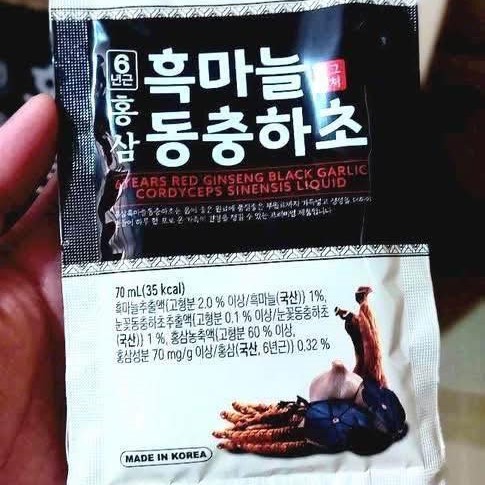 6년근
홍삼
흑마늘
동충하초
6YEARS RED GINSENG BLACK GARLIC
CORDYCEPS SINENSIS LIQUID
70 mL(35 kcal)
흑마늘추출액{고형분 2.0 % 이상/흑마늘(국산)} 1%,
눈꽃동충하초추출액{고형분 0.1 % 이상/눈꽃동충하초
(국산)} 1 %, 홍삼농축액{고형분 60 % 이상,
홍삼성분 70 mg/g 이상/홍삼(국산, 6년근)} 0.32 %
MADE IN KOREA